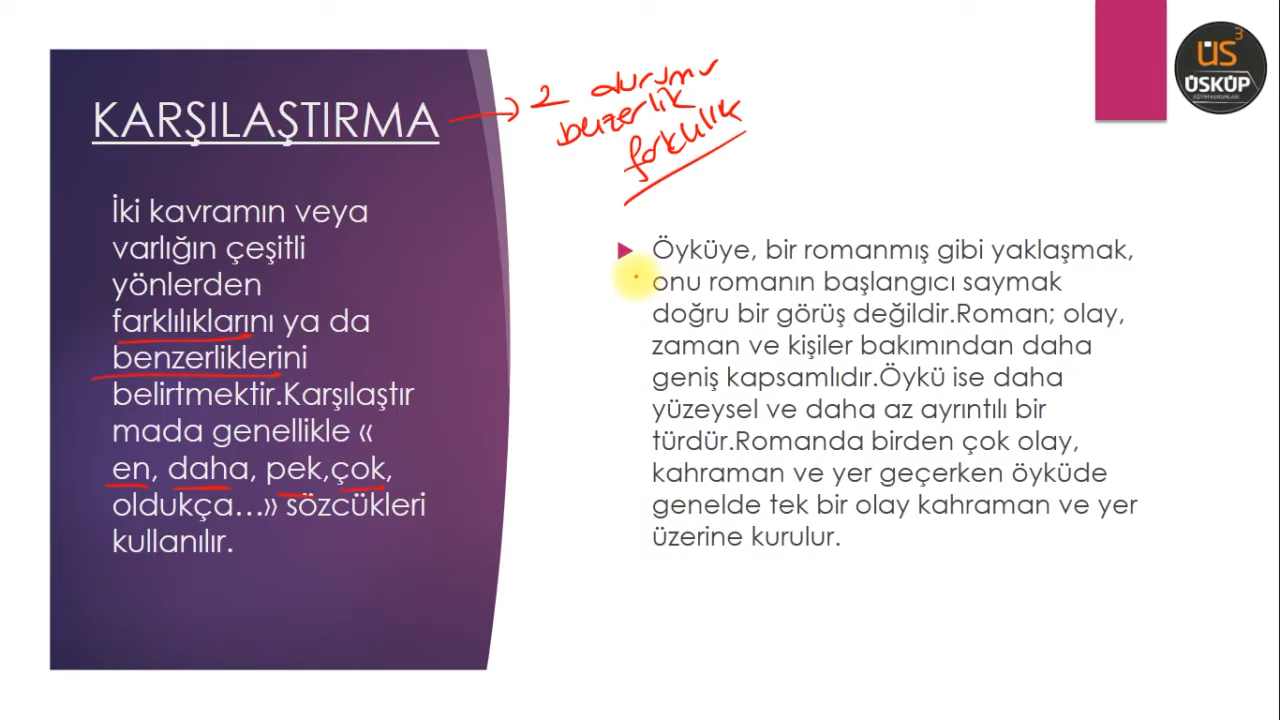 KARŞILAŞTIRMA
2 durumu
benzerlik
farklılık
İki kavramın veya
varlığın çeşitli
yönlerden
farklılıklarını ya da
benzerliklerini
belirtmektir.Karşılaştır
mada genellikle «
en, daha, pek,çok,
oldukça...» sözcükleri
kullanılır.
Öyküye, bir romanmış gibi yaklaşmak,
onu romanın başlangıcı saymak
doğru bir görüş değildir.Roman; olay,
zaman ve kişiler bakımından daha
geniş kapsamlıdır.Öykü ise daha
yüzeysel ve daha az ayrıntılı bir
türdür.Romanda birden çok olay,
kahraman ve yer geçerken öyküde
genelde tek bir olay kahraman ve yer
üzerine kurulur.
ÜS3
ÜSKÜP
EĞİTİM KURUMLARI